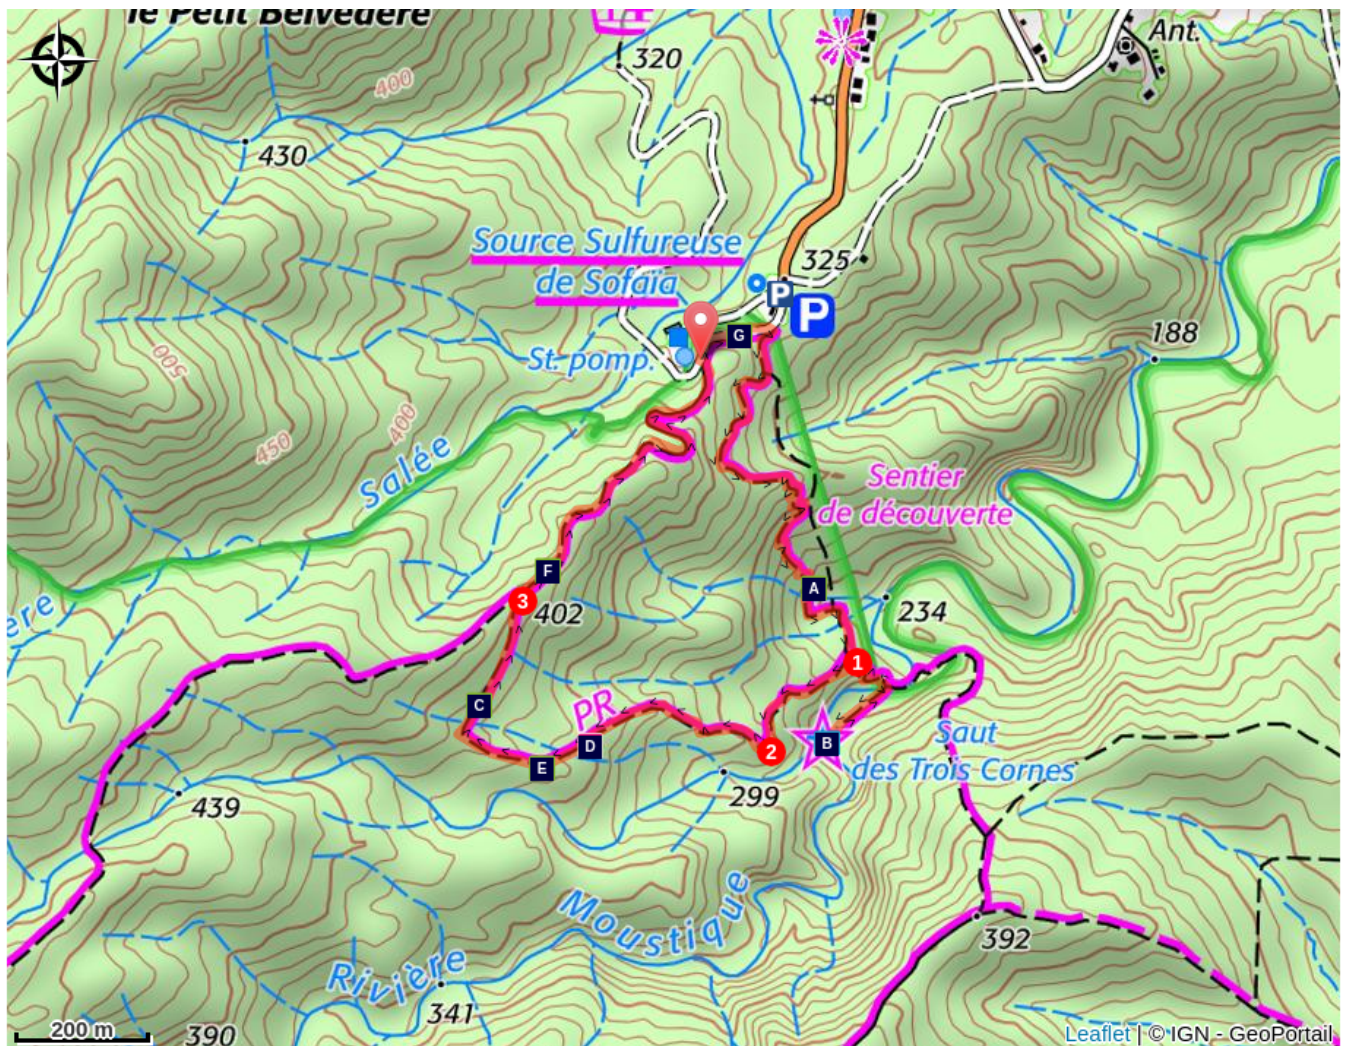 le Petit Belvédère
Ant.
320
400
430
Source Sulfureuse
de Sofaïa
325
P
P
G
188
St. pomp.
500
400
450
Salée
Sentier
de découverte
F
A
3
402
234
ere
1
C
PR
D
2
B
E
Saut
des Trois Cornes
299
439
Moustique
392
Rivière
341
200 m
390
Leaflet | © IGN - GeoPortail